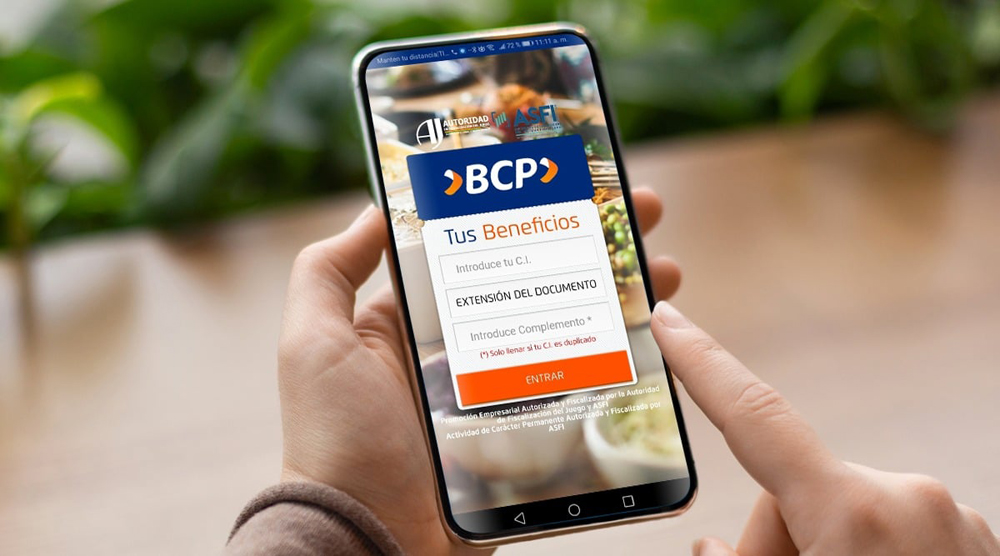 Manten tu distancia:
72 %
11:11 a. m.
AJ AUTORIDAD
ASFI
BCP
Tus Beneficios
Introduce tu C.I.
EXTENSIÓN DEL DOCUMENTO
Introduce Complemento *
(*) Solo llenar si tu C.I. es duplicado
ENTRAR
Promoción Empresarial Autorizada y Fiscalizada por la Autoridad
de Fiscalización del Juego y ASFI
Actividad de Carácter Permanente Autorizada y Fiscalizada por
ASFI